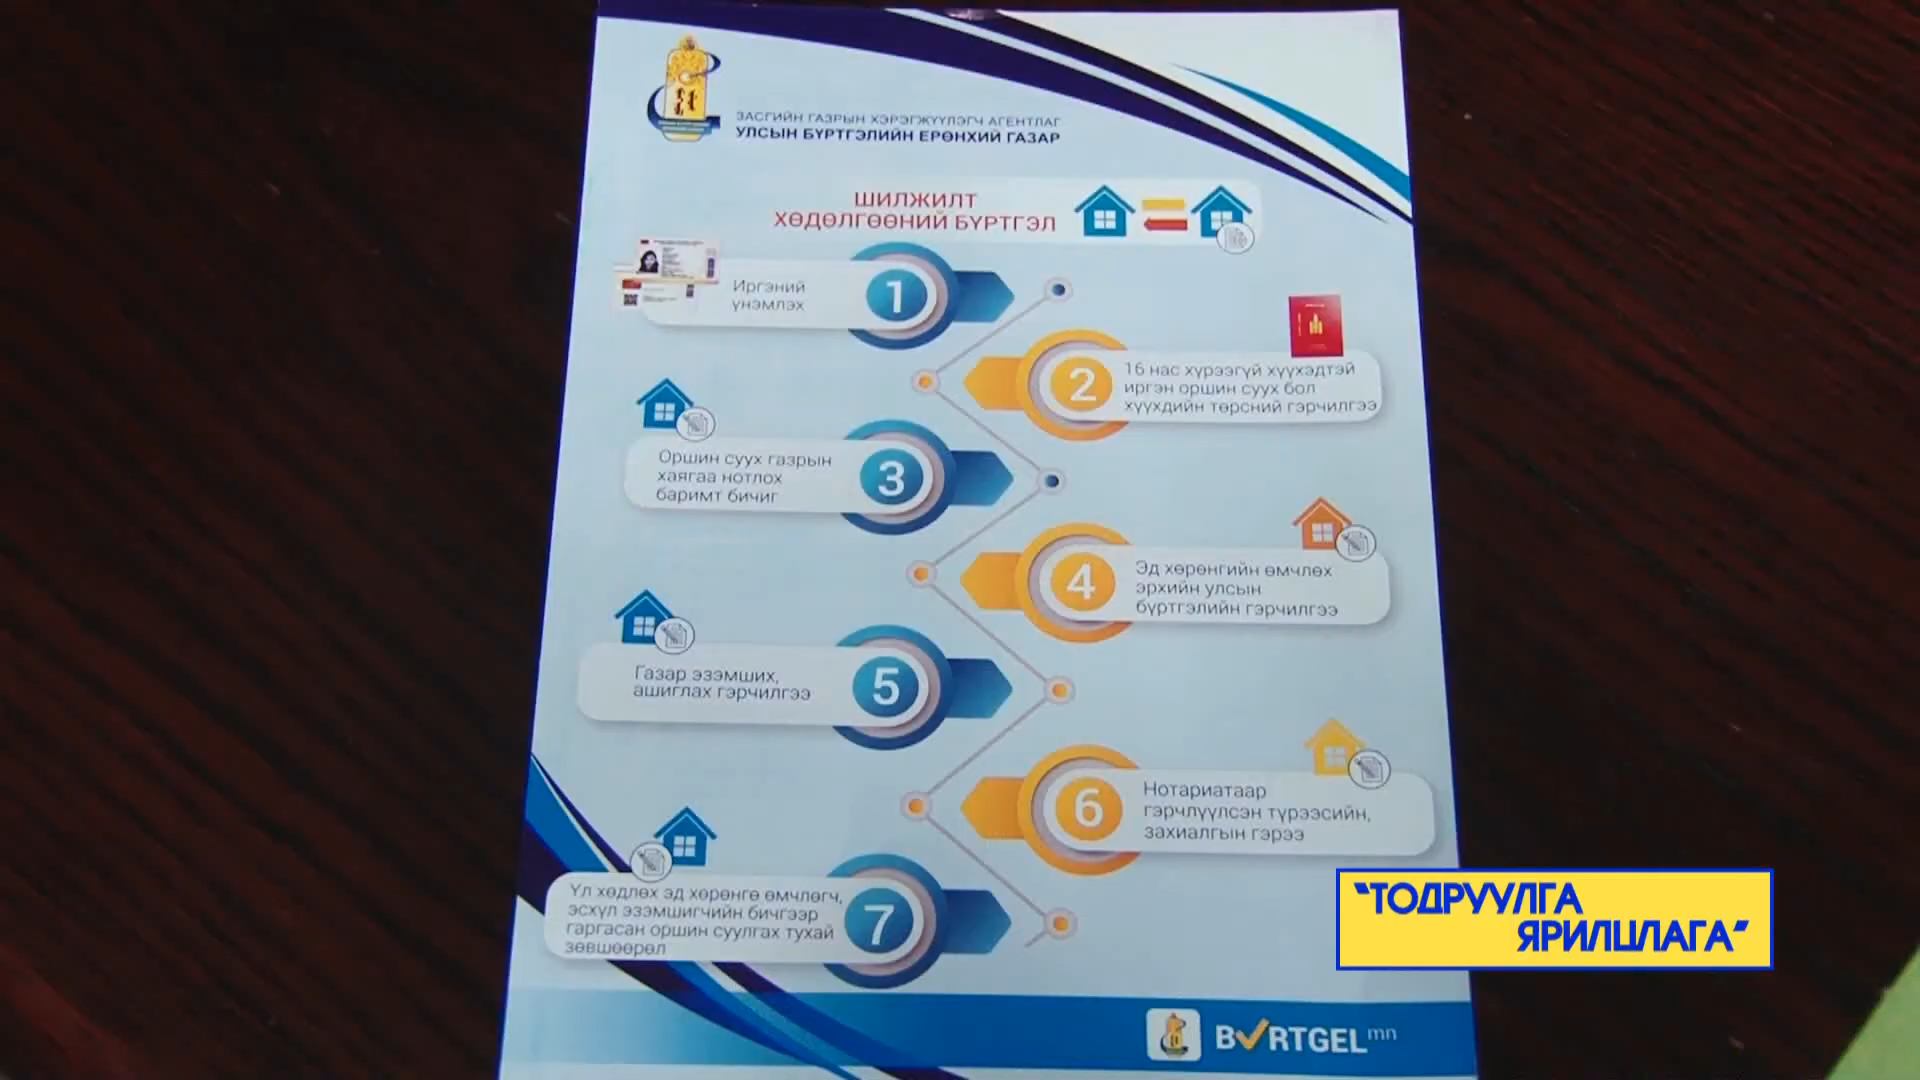 ЗАСГИЙН ГАЗРЫН ХЭРЭГЖҮҮЛЭГЧ АГЕНТЛАГ
УЛСЫН БҮРТГЭЛИЙН ЕРӨНХИЙ ГАЗАР
ШИЛЖИЛТ
ХӨДӨЛГӨӨНИЙ БҮРТГЭЛ
Иргэний
үнэмлэх
1
2
16 нас хүрээгүй хүүхэдтэй
иргэн оршин суух бол
хүүхдийн төрсний гэрчилгээ
Оршин суух газрын
хаягаа нотлох
баримт бичиг
3
4
Эд хөрөнгийн өмчлөх
эрхийн улсын
бүртгэлийн гэрчилгээ
Газар эзэмших,
ашиглах гэрчилгээ
5
6
Нотариатаар
гэрчлүүлсэн түрээсийн,
захиалгын гэрээ
Үл хөдлөх эд хөрөнгө өмчлөгч,
эсхүл эзэмшигчийн бичгээр
гаргасан оршин суулгах тухай
зөвшөөрөл
7
"ТОДРУУЛГА
ЯРИЛЦЛАГА"
BVRTGEL mn